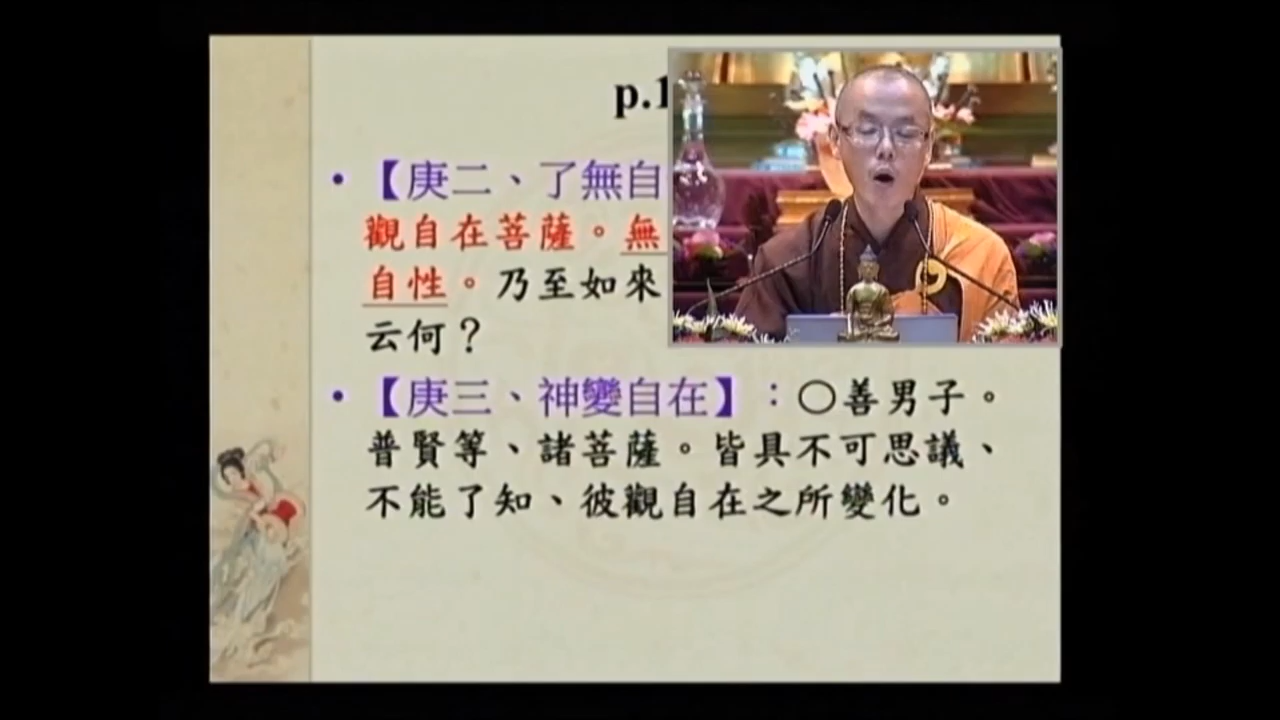 p.1
•【庚二、了無自
觀自在菩薩。無
自性。乃至如來
云何？
•【庚三、神變自在】：○善男子。
普賢等、諸菩薩。皆具不可思議、
不能了知、彼觀自在之所變化。